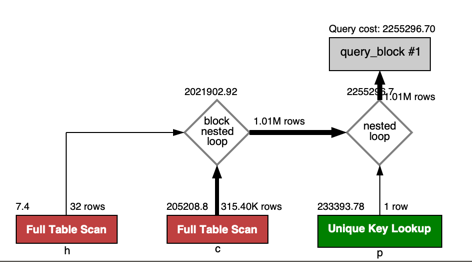 Query cost: 2255296.70
query_block #1
2021902.92
2255296.7
1.01M rows
block
nested
loop
1.01M rows
nested
loop
7.4
32 rows
205208.8
315.40K rows
233393.78
1 row
Full Table Scan
Full Table Scan
Unique Key Lookup
h
c
p